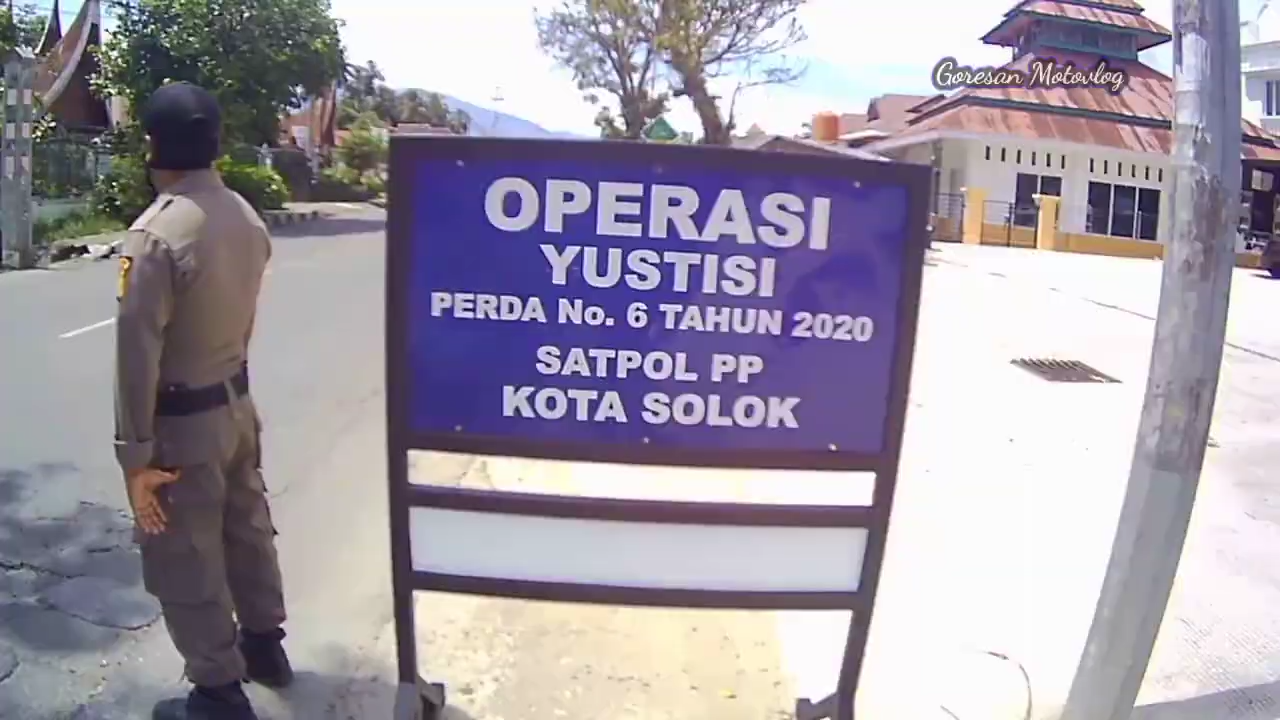 Goresan Motovlog
OPERASI
YUSTISI
PERDA No. 6 TAHUN 2020
SATPOL PP
KOTA SOLOK